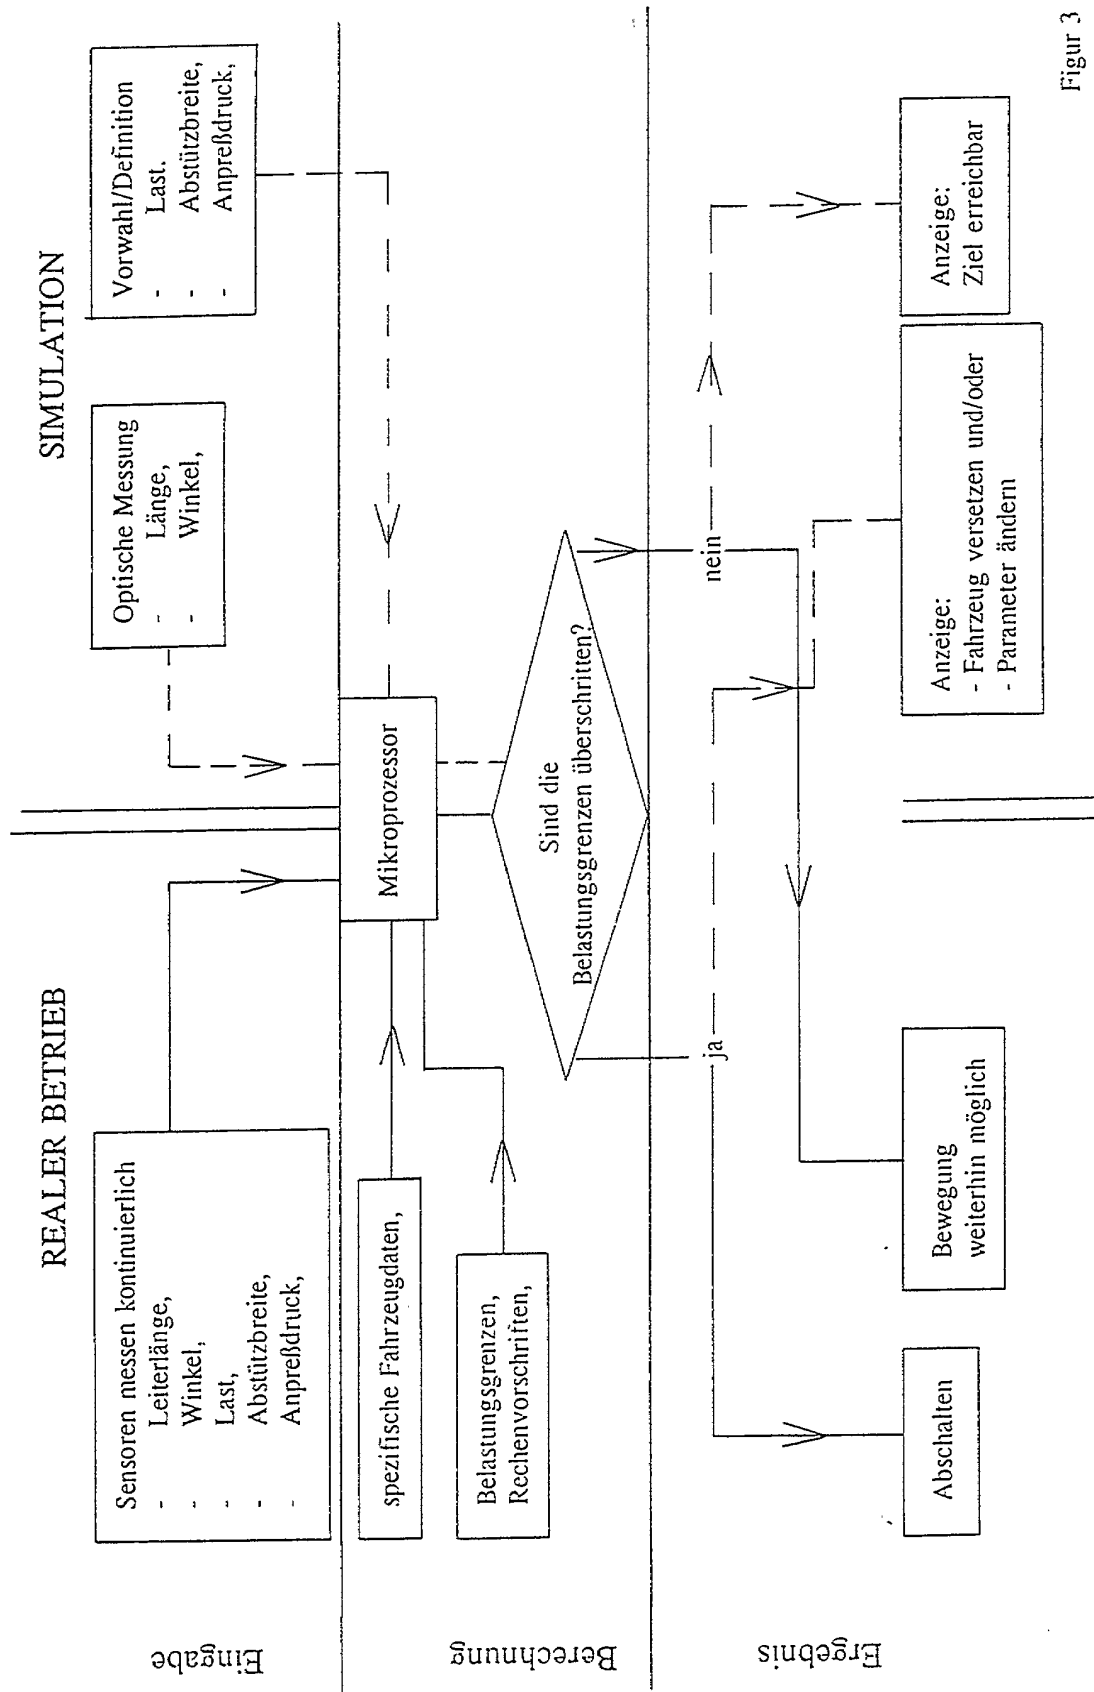 REALER BETRIEB
SIMULATION
Eingabe
Sensoren messen kontinuierlich
- Leiterlänge,
- Winkel,
- Last,
- Abstützbreite,
- Anpreßdruck,
Optische Messung
- Länge,
- Winkel,
Vorwahl/Definition
- Last.
- Abstützbreite,
- Anpreßdruck,
Berechnung
spezifische Fahrzeugdaten,
Belastungsgrenzen,
Rechenvorschriften,
Mikroprozessor
Sind die
Belastungsgrenzen überschritten?
ja
nein
Ergebnis
Abschalten
Bewegung
weiterhin möglich
Anzeige:
- Fahrzeug versetzen und/oder
- Parameter ändern
Anzeige:
Ziel erreichbar
Figur 3